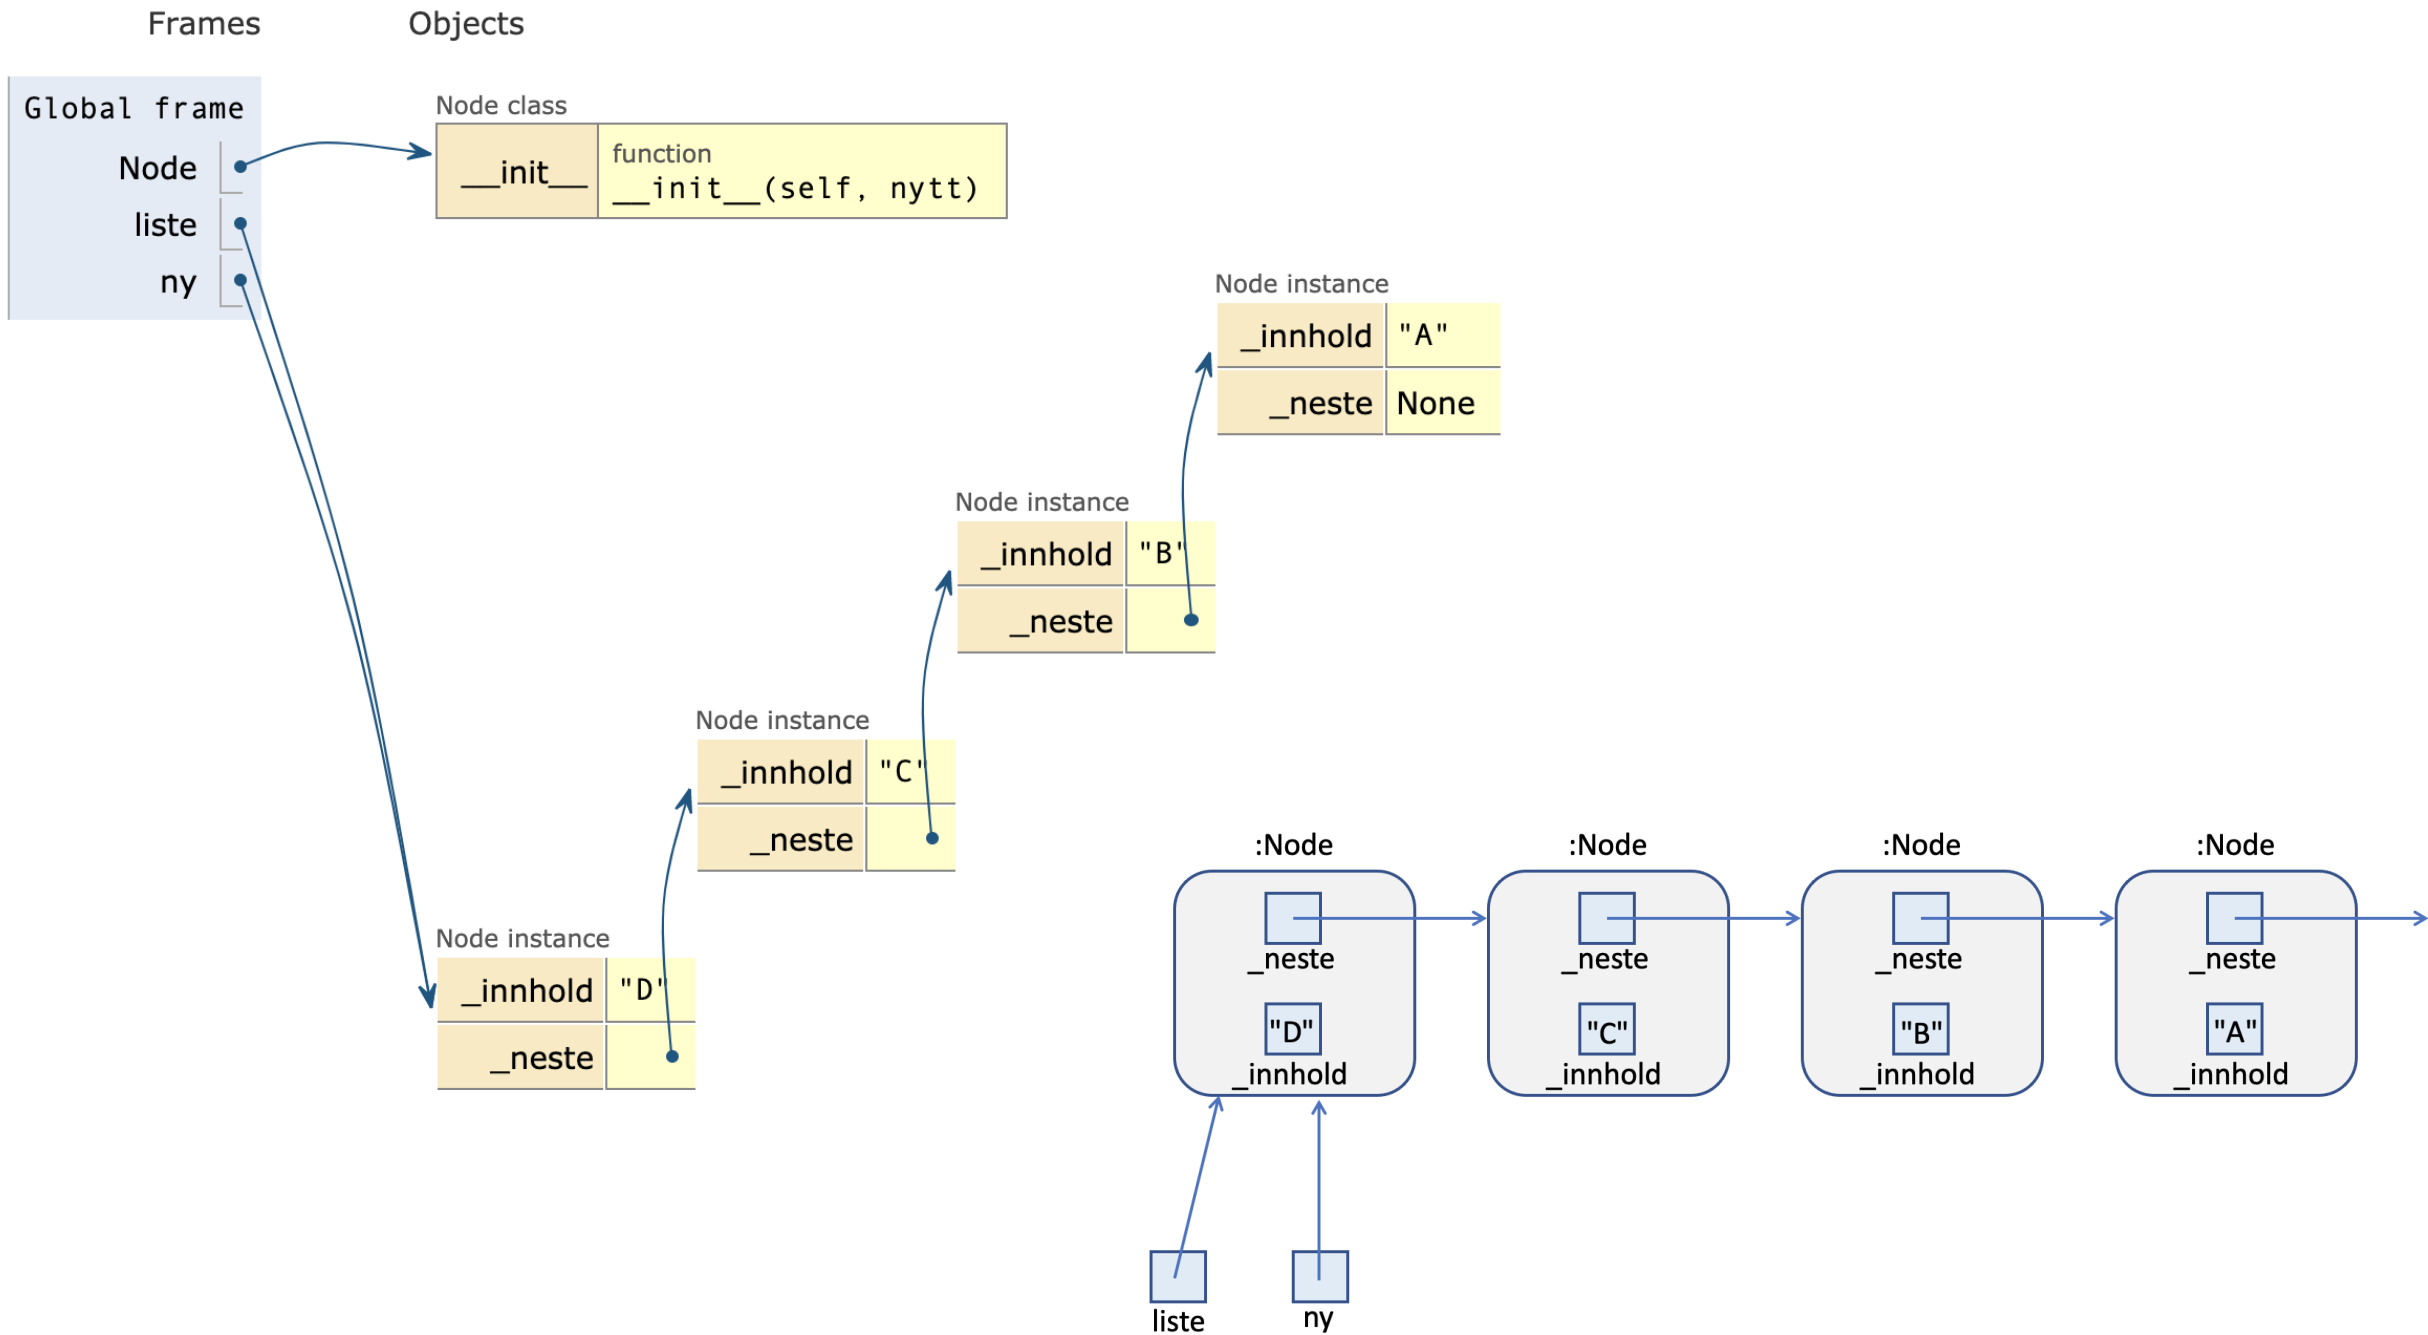 Frames Objects
Global frame
Node
liste
ny
Node class
__init__
function
__init__(self, nytt)
Node instance
_innhold "A"
_neste None
Node instance
_innhold "B"
_neste
Node instance
_innhold "C"
_neste
Node instance
_innhold "D"
_neste
:Node :Node :Node :Node
_neste _neste _neste _neste
"D" "C" "B" "A"
_innhold _innhold _innhold _innhold
liste ny